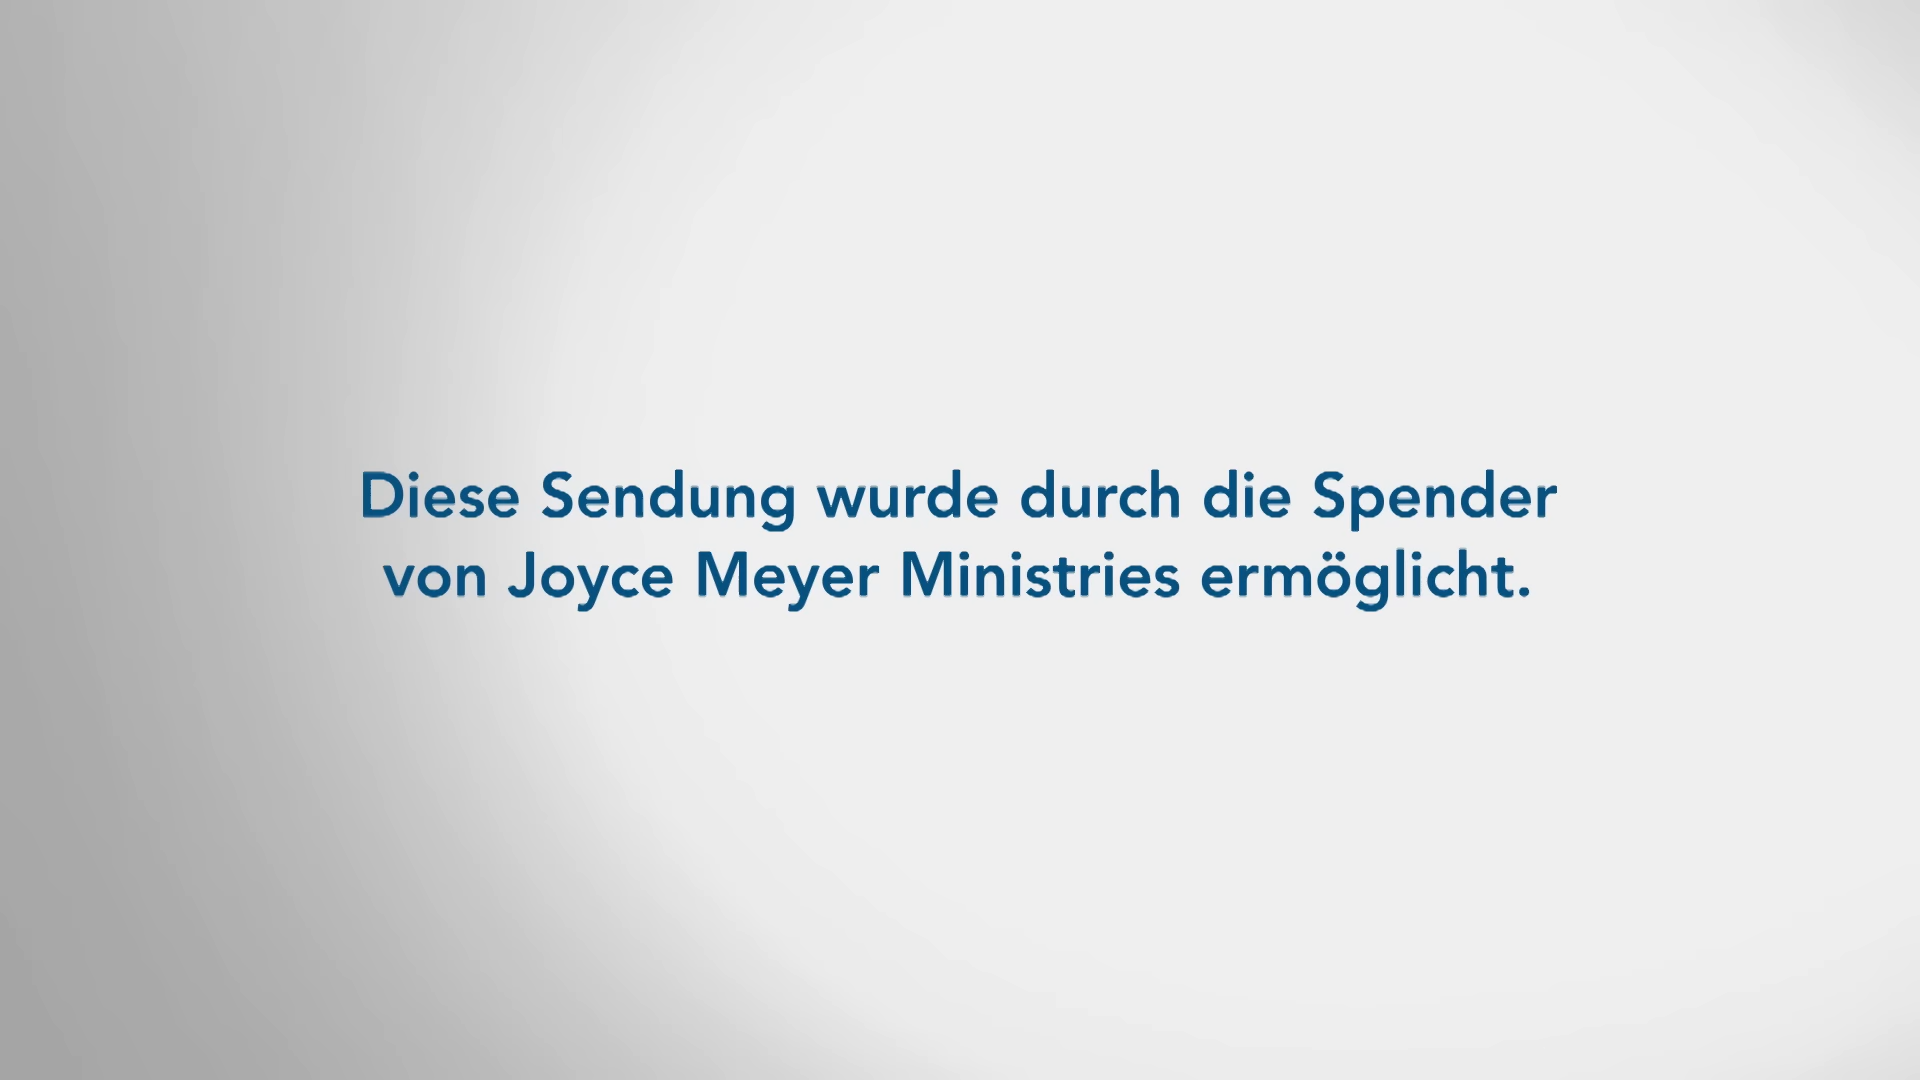 Diese Sendung wurde durch die Spender
von Joyce Meyer Ministries ermöglicht.